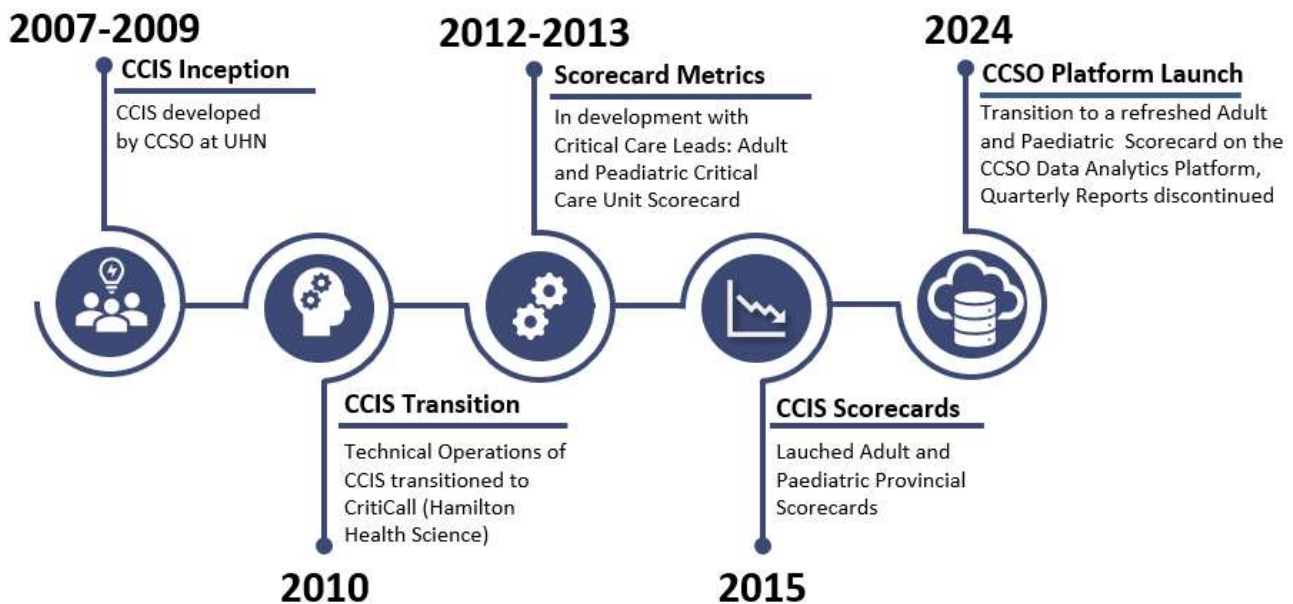 2007-2009
CCIS Inception
CCIS developed
by CCSO at UHN
2010
CCIS Transition
Technical Operations of
CCIS transitioned to
CritiCall (Hamilton
Health Science)
2012-2013
Scorecard Metrics
In development with
Critical Care Leads: Adult
and Peadiatric Critical
Care Unit Scorecard
2015
CCIS Scorecards
Lauched Adult and
Paediatric Provincial
Scorecards
2024
CCSO Platform Launch
Transition to a refreshed Adult
and Paediatric Scorecard on the
CCSO Data Analytics Platform,
Quarterly Reports discontinued